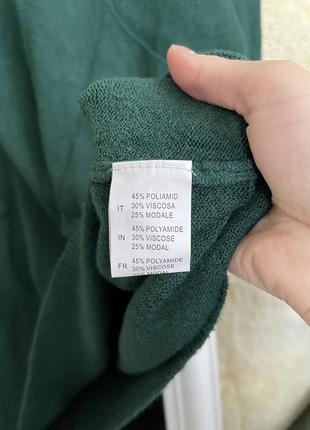 45% POLIAMID
IT 30% VISCOSA
25% MODALE
45% POLYAMIDE
IN 30% VISCOSE
25% MODAL
FR 45% POLYAMIDE
30% VISCOSE